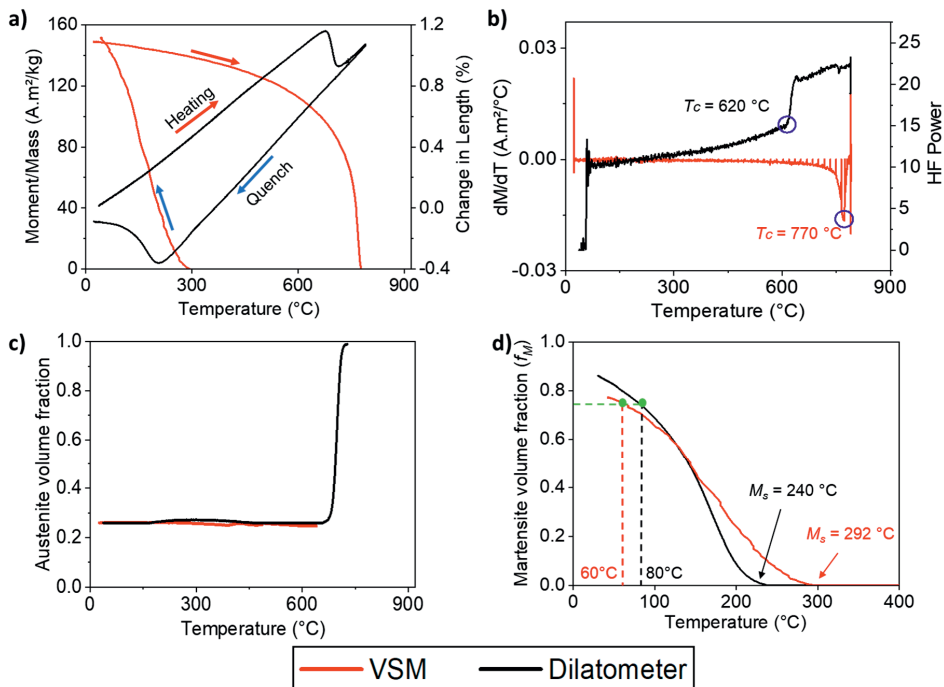 a)
160
120
80
40
0
Moment/Mass (A.m²/kg)
1.2
0.8
0.4
0.0
-0.4
Change in Length (%)
Heating
Quench
0 300 600 900
Temperature (°C)
b)
0.03
0.00
-0.03
dM/dT (A.m²/°C)
25
20
15
10
5
0
HF Power
Tc = 620 °C
Tc = 770 °C
0 300 600 900
Temperature (°C)
c)
1.0
0.8
0.6
0.4
0.2
0.0
Austenite volume fraction
0 300 600 900
Temperature (°C)
d)
1.0
0.8
0.6
0.4
0.2
0.0
Martensite volume fraction (fM)
Ms = 240 °C
Ms = 292 °C
60°C 80°C
0 100 200 300 400
Temperature (°C)
VSM Dilatometer